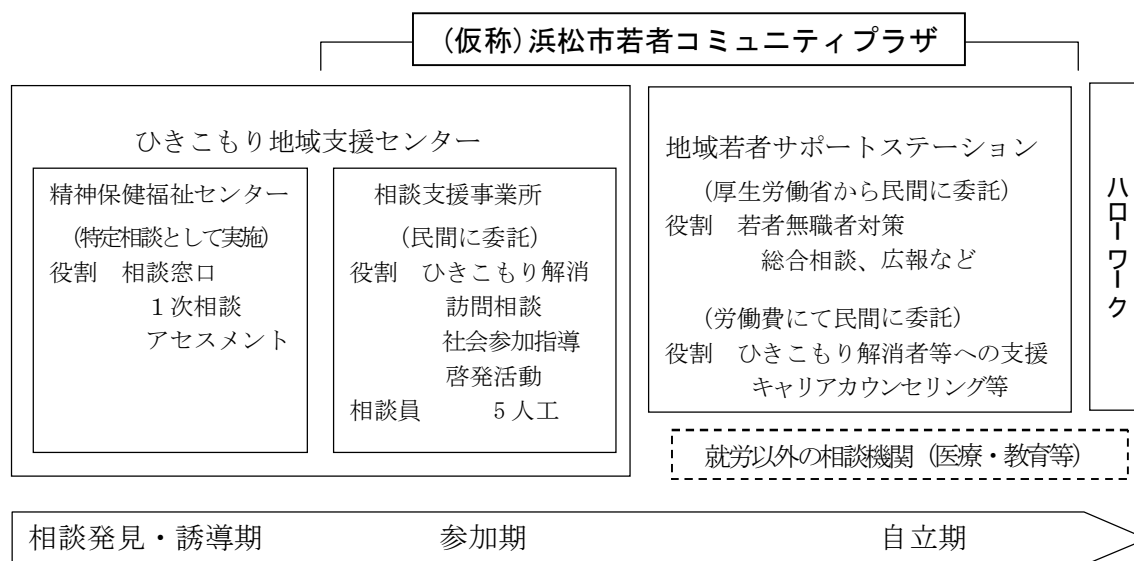 (仮称)浜松市若者コミュニティプラザ
ひきこもり地域支援センター
精神保健福祉センター
(特定相談として実施)
役割　相談窓口
１次相談
アセスメント
相談支援事業所
(民間に委託)
役割　ひきこもり解消
訪問相談
社会参加指導
啓発活動
相談員　　５人工
地域若者サポートステーション
(厚生労働省から民間に委託)
役割　若者無職者対策
総合相談、広報など
(労働費にて民間に委託)
役割　ひきこもり解消者等への支援
キャリアカウンセリング等
ハローワーク
就労以外の相談機関（医療・教育等）
相談発見・誘導期　　参加期　　自立期